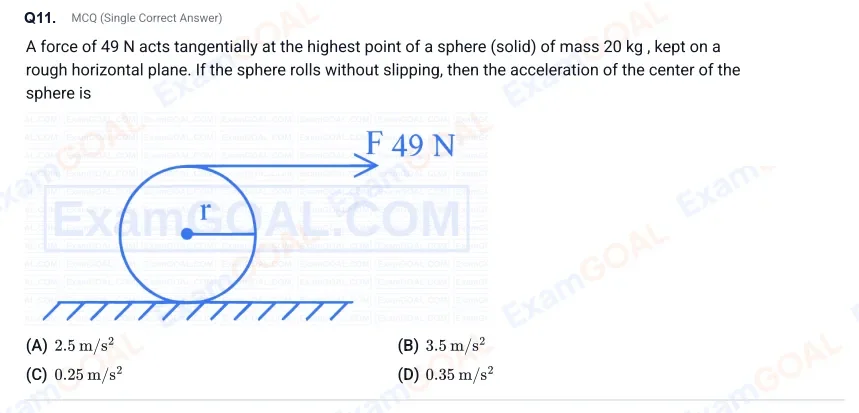 Q11. MCQ (Single Correct Answer)
A force of 49 N acts tangentially at the highest point of a sphere (solid) of mass 20 kg , kept on a
rough horizontal plane. If the sphere rolls without slipping, then the acceleration of the center of the
sphere is
F 49 N
r
ExamGOAL.COM
(A) 2.5 m/s²
(B) 3.5 m/s²
(C) 0.25 m/s²
(D) 0.35 m/s²
ExamGOAL